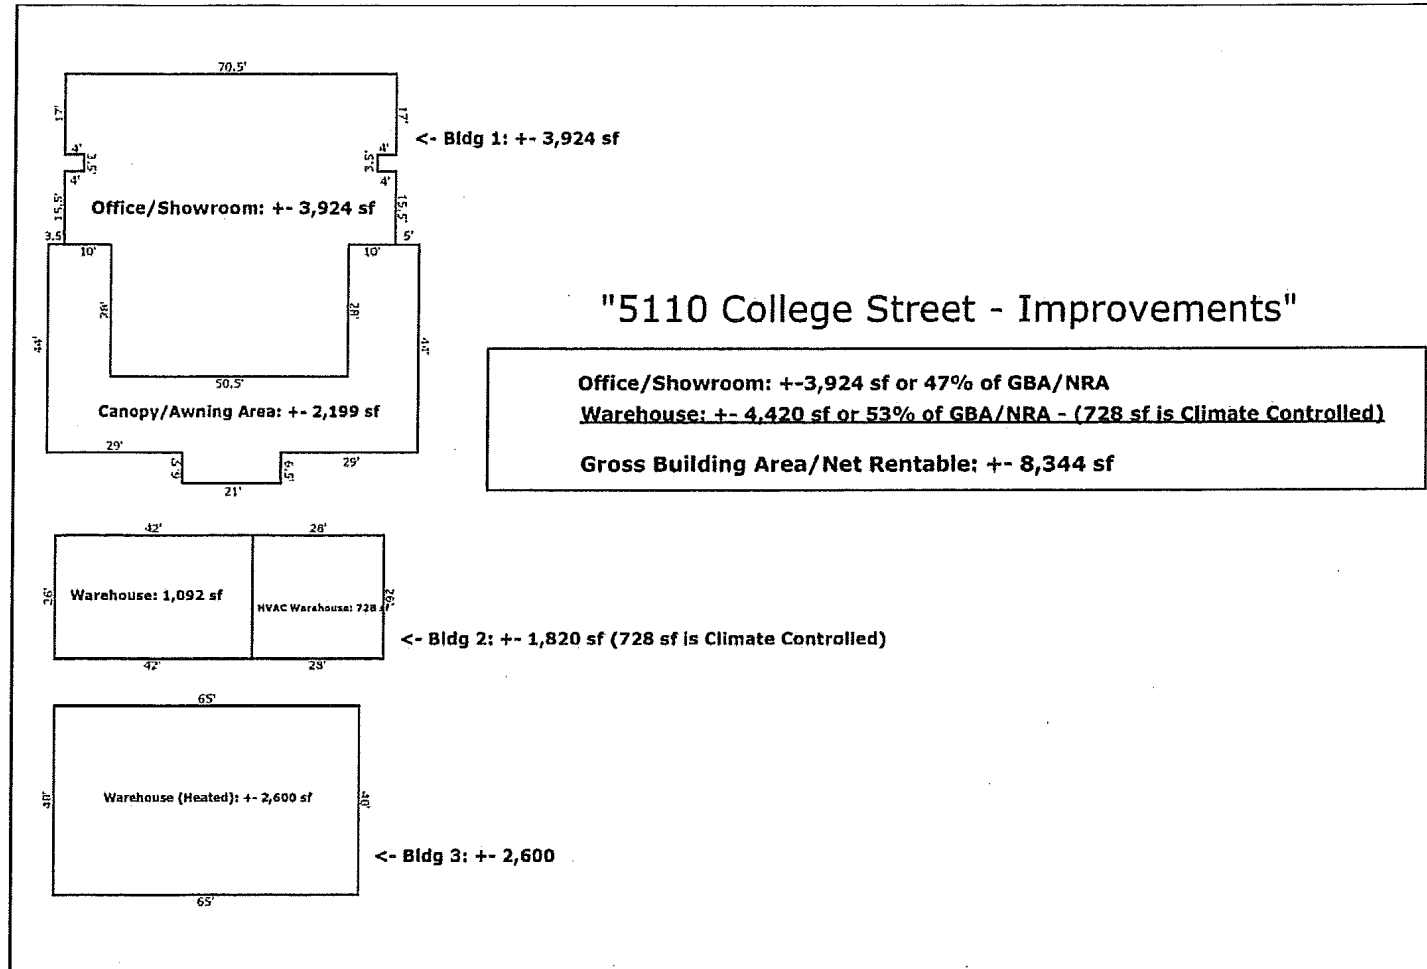 70.5'
17'
17'
<- Bldg 1: +- 3,924 sf
4'
4'
3.5'
3.5'
4'
4'
15.5'
Office/Showroom: +- 3,924 sf
15.5'
3.5'
10'
10'
5'
28'
28'
"5110 College Street - Improvements"
44'
44'
50.5'
Office/Showroom: +-3,924 sf or 47% of GBA/NRA
Canopy/Awning Area: +- 2,199 sf
Warehouse: +- 4,420 sf or 53% of GBA/NRA - (728 sf is Climate Controlled)
29'
29'
6.5'
Gross Building Area/Net Rentable: +- 8,344 sf
21'
42'
28'
26'
Warehouse: 1,092 sf
HVAC Warehouse: 728 sf
26'
<- Bldg 2: +- 1,820 sf (728 sf is Climate Controlled)
42'
28'
65'
40'
Warehouse (Heated): +- 2,600 sf
40'
<- Bldg 3: +- 2,600
65'